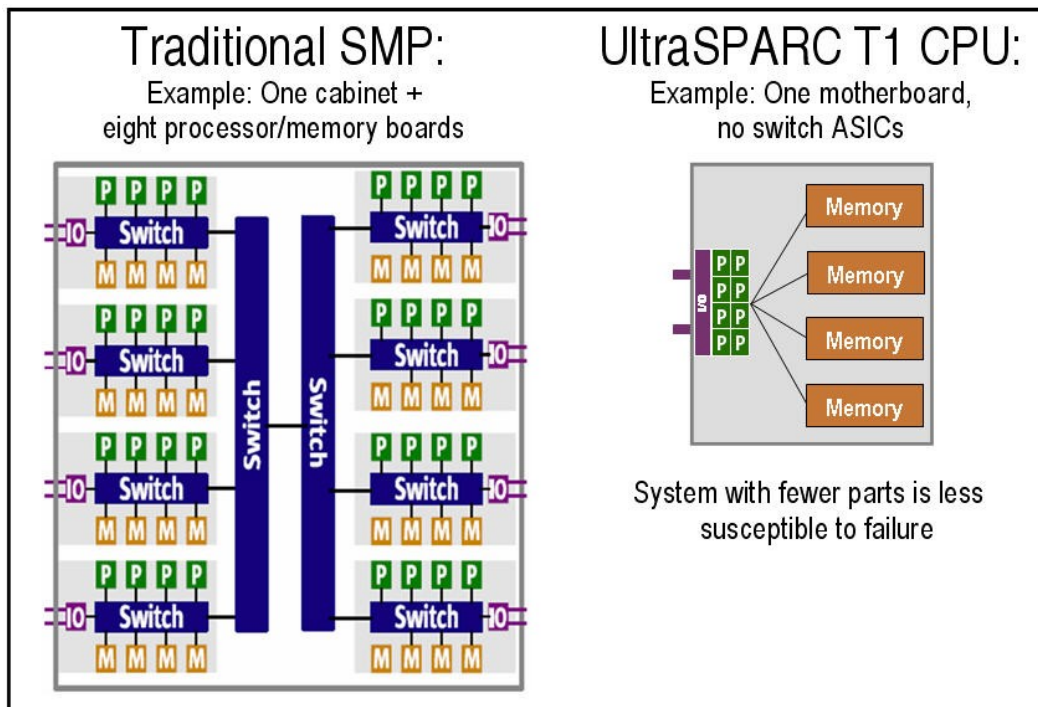 Traditional SMP:
Example: One cabinet +
eight processor/memory boards
P P P P
IO Switch
M M M M
P P P P
IO Switch
M M M M
P P P P
IO Switch
M M M M
P P P P
IO Switch
M M M M
Switch
Switch
P P P P
Switch IO
M M M M
P P P P
Switch IO
M M M M
P P P P
Switch IO
M M M M
P P P P
Switch IO
M M M M
UltraSPARC T1 CPU:
Example: One motherboard,
no switch ASICs
I/O
P P
P P
P P
P P
Memory
Memory
Memory
Memory
System with fewer parts is less
susceptible to failure